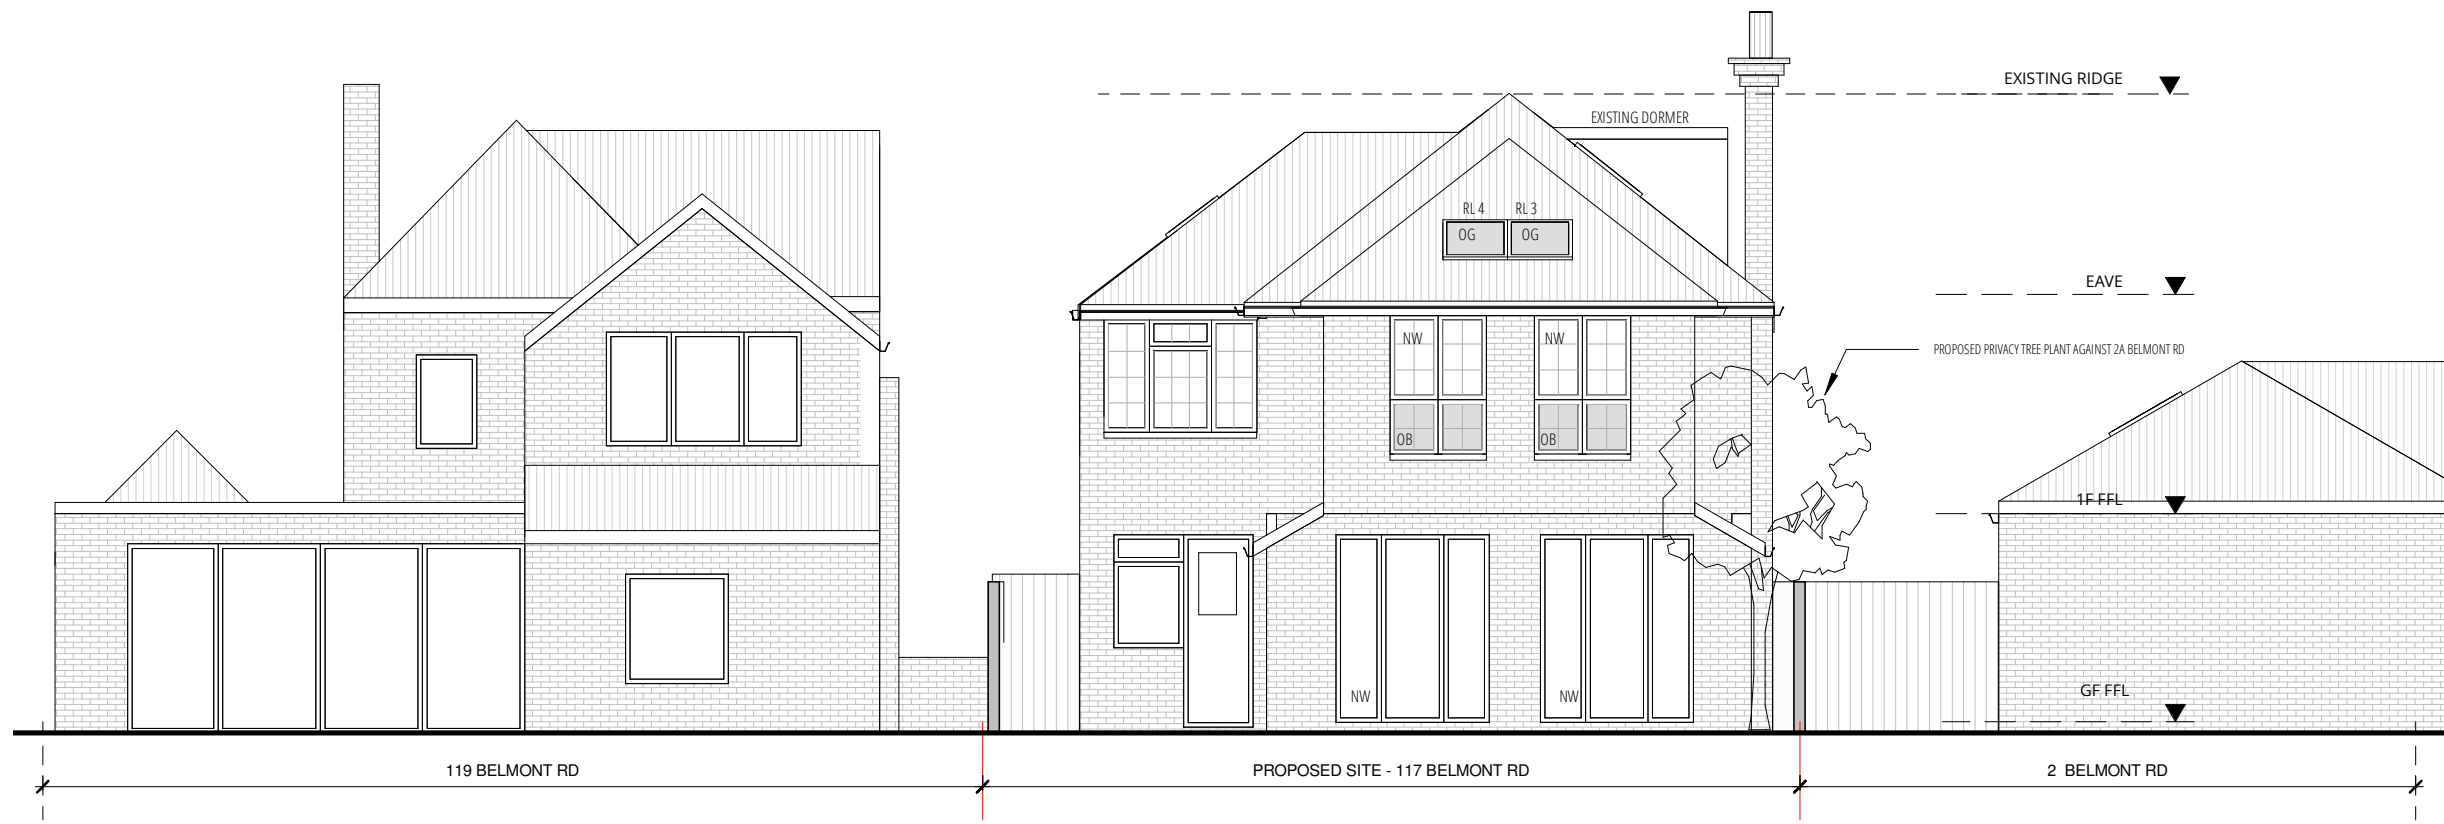 EXISTING RIDGE
EXISTING DORMER
RL 4
RL 3
OG
OG
EAVE
NW
NW
PROPOSED PRIVACY TREE PLANT AGAINST 2A BELMONT RD
OB
OB
1F FFL
NW
NW
GF FFL
119 BELMONT RD
PROPOSED SITE - 117 BELMONT RD
2 BELMONT RD